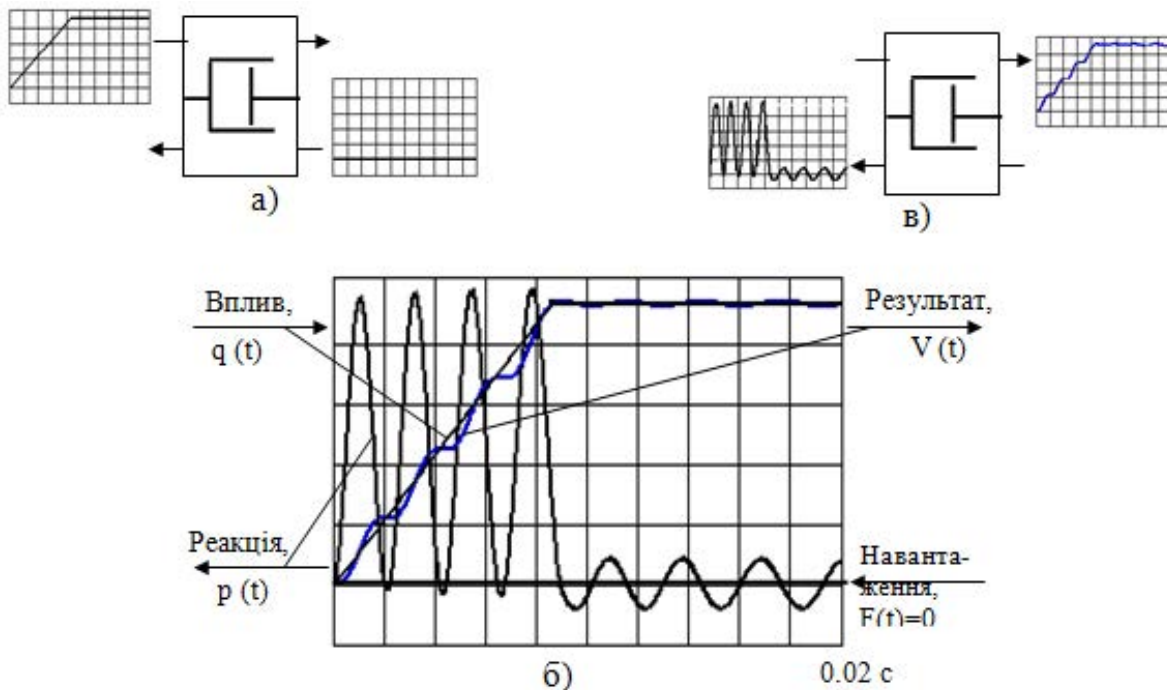 а)
в)
Вплив,
q (t)
Результат,
V (t)
Реакція,
p (t)
Наванта-
ження,
F(t)=0
б)
0.02 с